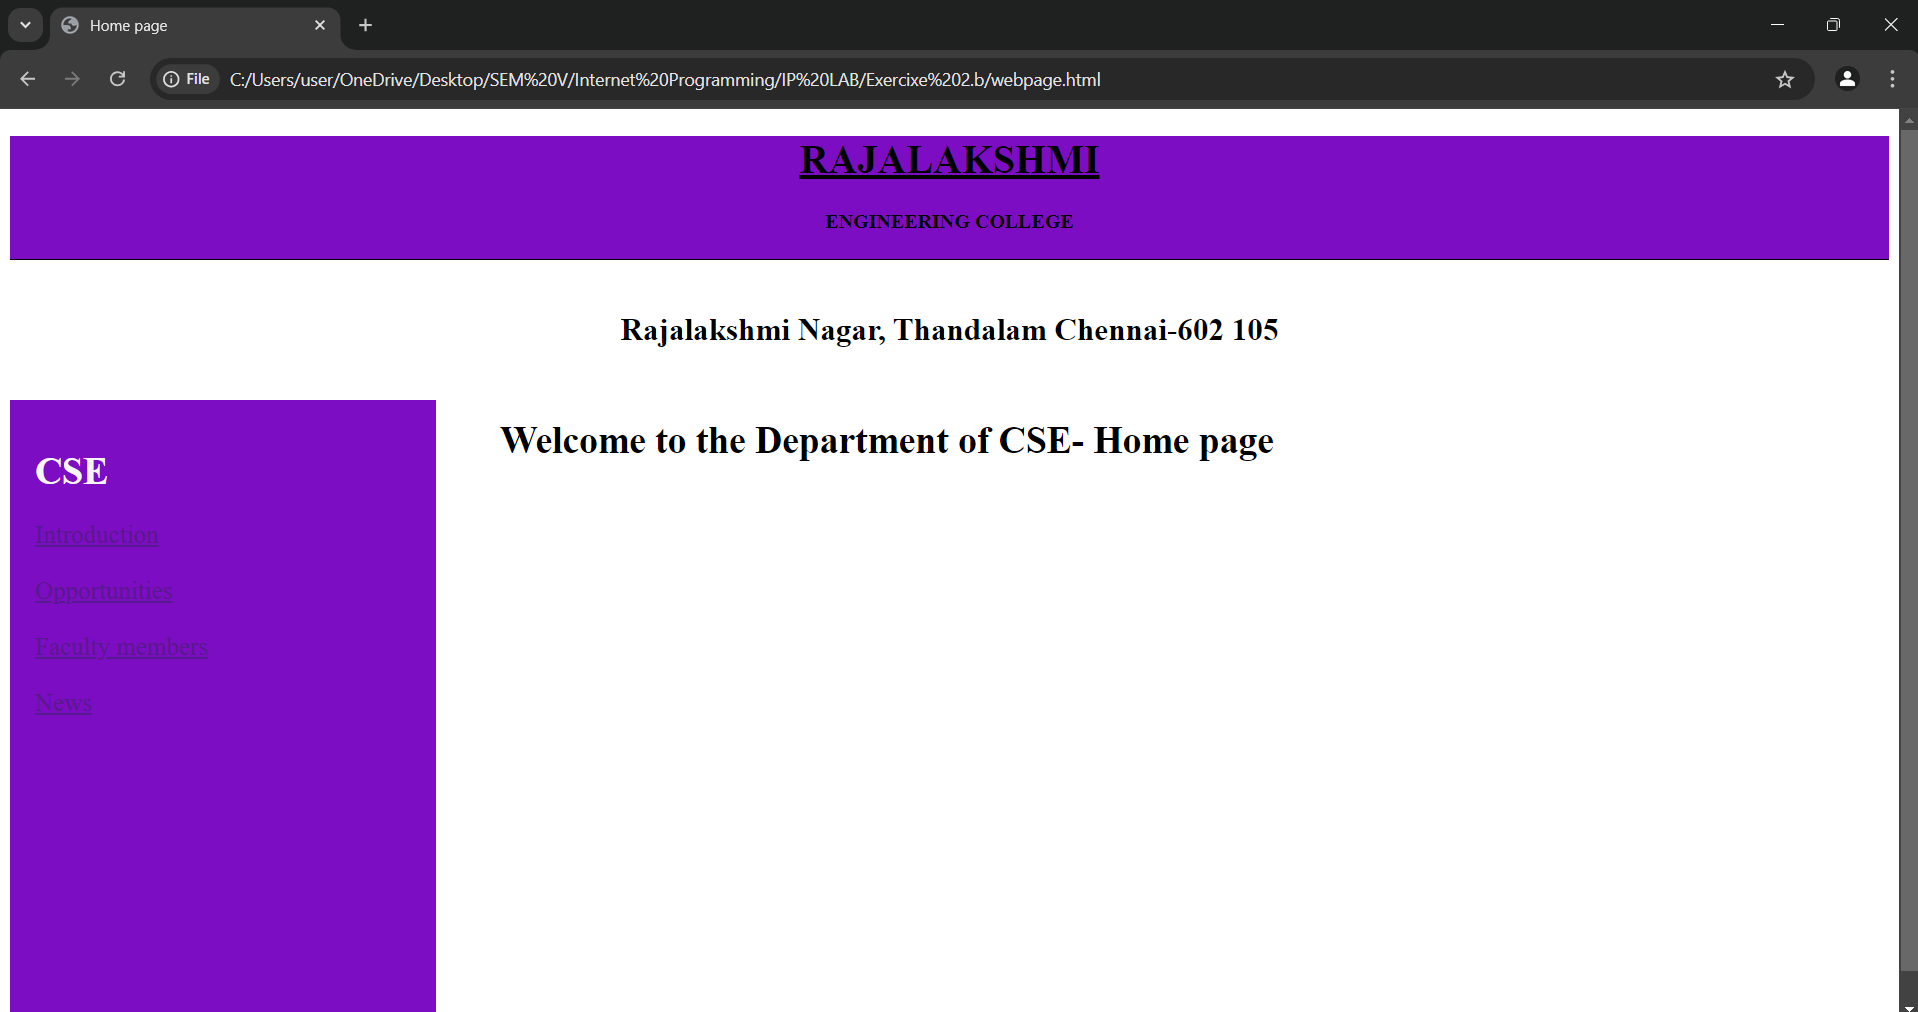 Home page
File
C:/Users/user/OneDrive/Desktop/SEM%20V/Internet%20Programming/IP%20LAB/Exercixe%202.b/webpage.html
RAJALAKSHMI
ENGINEERING COLLEGE
Rajalakshmi Nagar, Thandalam Chennai-602 105
CSE
Introduction
Opportunities
Faculty members
News
Welcome to the Department of CSE- Home page